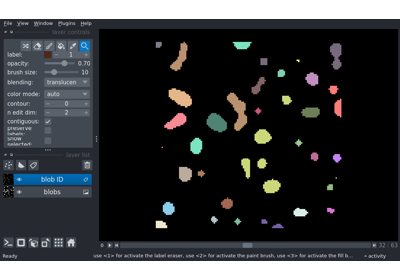 File View Window Plugins Help
layer controls
label: 1
opacity: 0.70
brush size: 10
blending: translucen
color mode: auto
contour: 0
n edit dim: 2
contiguous:
preserve labels:
show selected:
layer list
blob ID
blobs
32 63
Ready
use <1> for activate the label eraser, use <2> for activate the paint brush, use <3> for activate the fill b...
activity